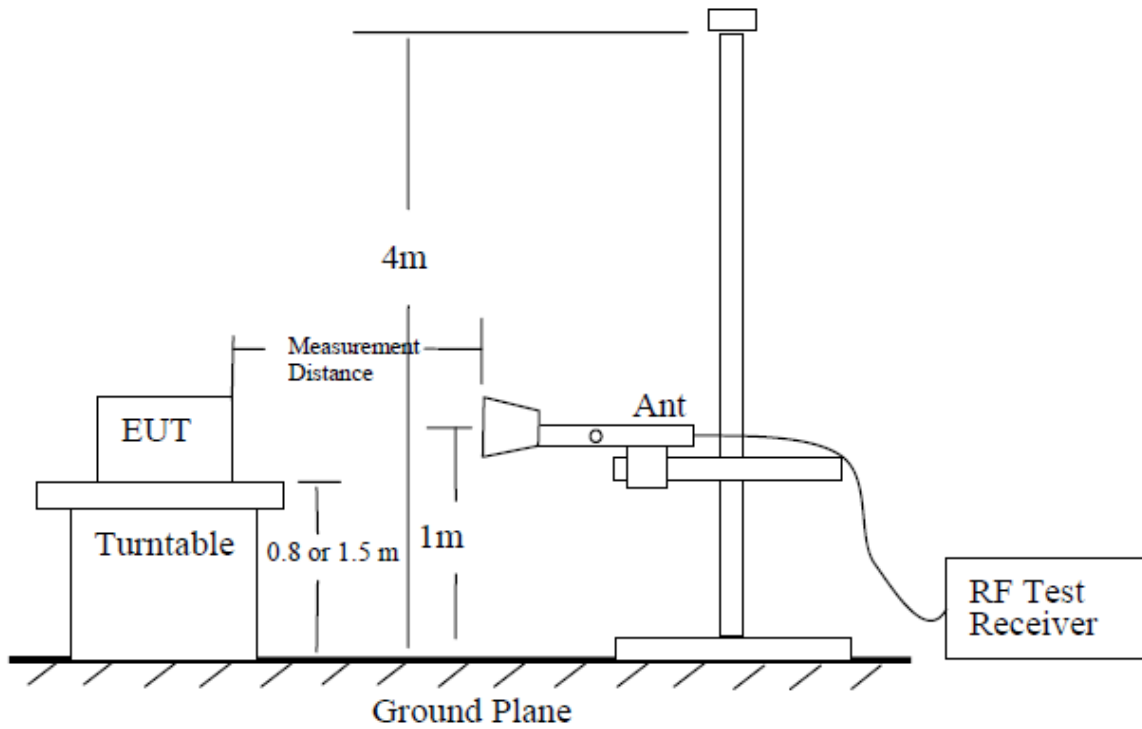 4m
Measurement
Distance
Ant
EUT
Turntable
0.8 or 1.5 m
1m
RF Test
Receiver
Ground Plane